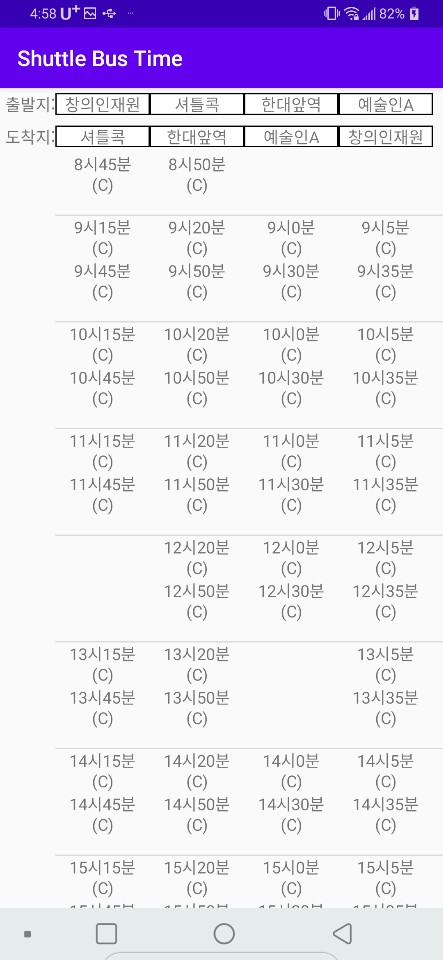 4:58 U+ 82%
Shuttle Bus Time
출발지: 창의인재원 셔틀콕 한대앞역 예술인A
도착지: 셔틀콕 한대앞역 예술인A 창의인재원
8시45분 8시50분
(C) (C)
9시15분 9시20분 9시0분 9시5분
(C) (C) (C) (C)
9시45분 9시50분 9시30분 9시35분
(C) (C) (C) (C)
10시15분 10시20분 10시0분 10시5분
(C) (C) (C) (C)
10시45분 10시50분 10시30분 10시35분
(C) (C) (C) (C)
11시15분 11시20분 11시0분 11시5분
(C) (C) (C) (C)
11시45분 11시50분 11시30분 11시35분
(C) (C) (C) (C)
12시20분 12시0분 12시5분
(C) (C) (C)
12시50분 12시30분 12시35분
(C) (C) (C)
13시15분 13시20분 13시5분
(C) (C) (C)
13시45분 13시50분 13시35분
(C) (C) (C)
14시15분 14시20분 14시0분 14시5분
(C) (C) (C) (C)
14시45분 14시50분 14시30분 14시35분
(C) (C) (C) (C)
15시15분 15시20분 15시0분 15시5분
(C) (C) (C) (C)